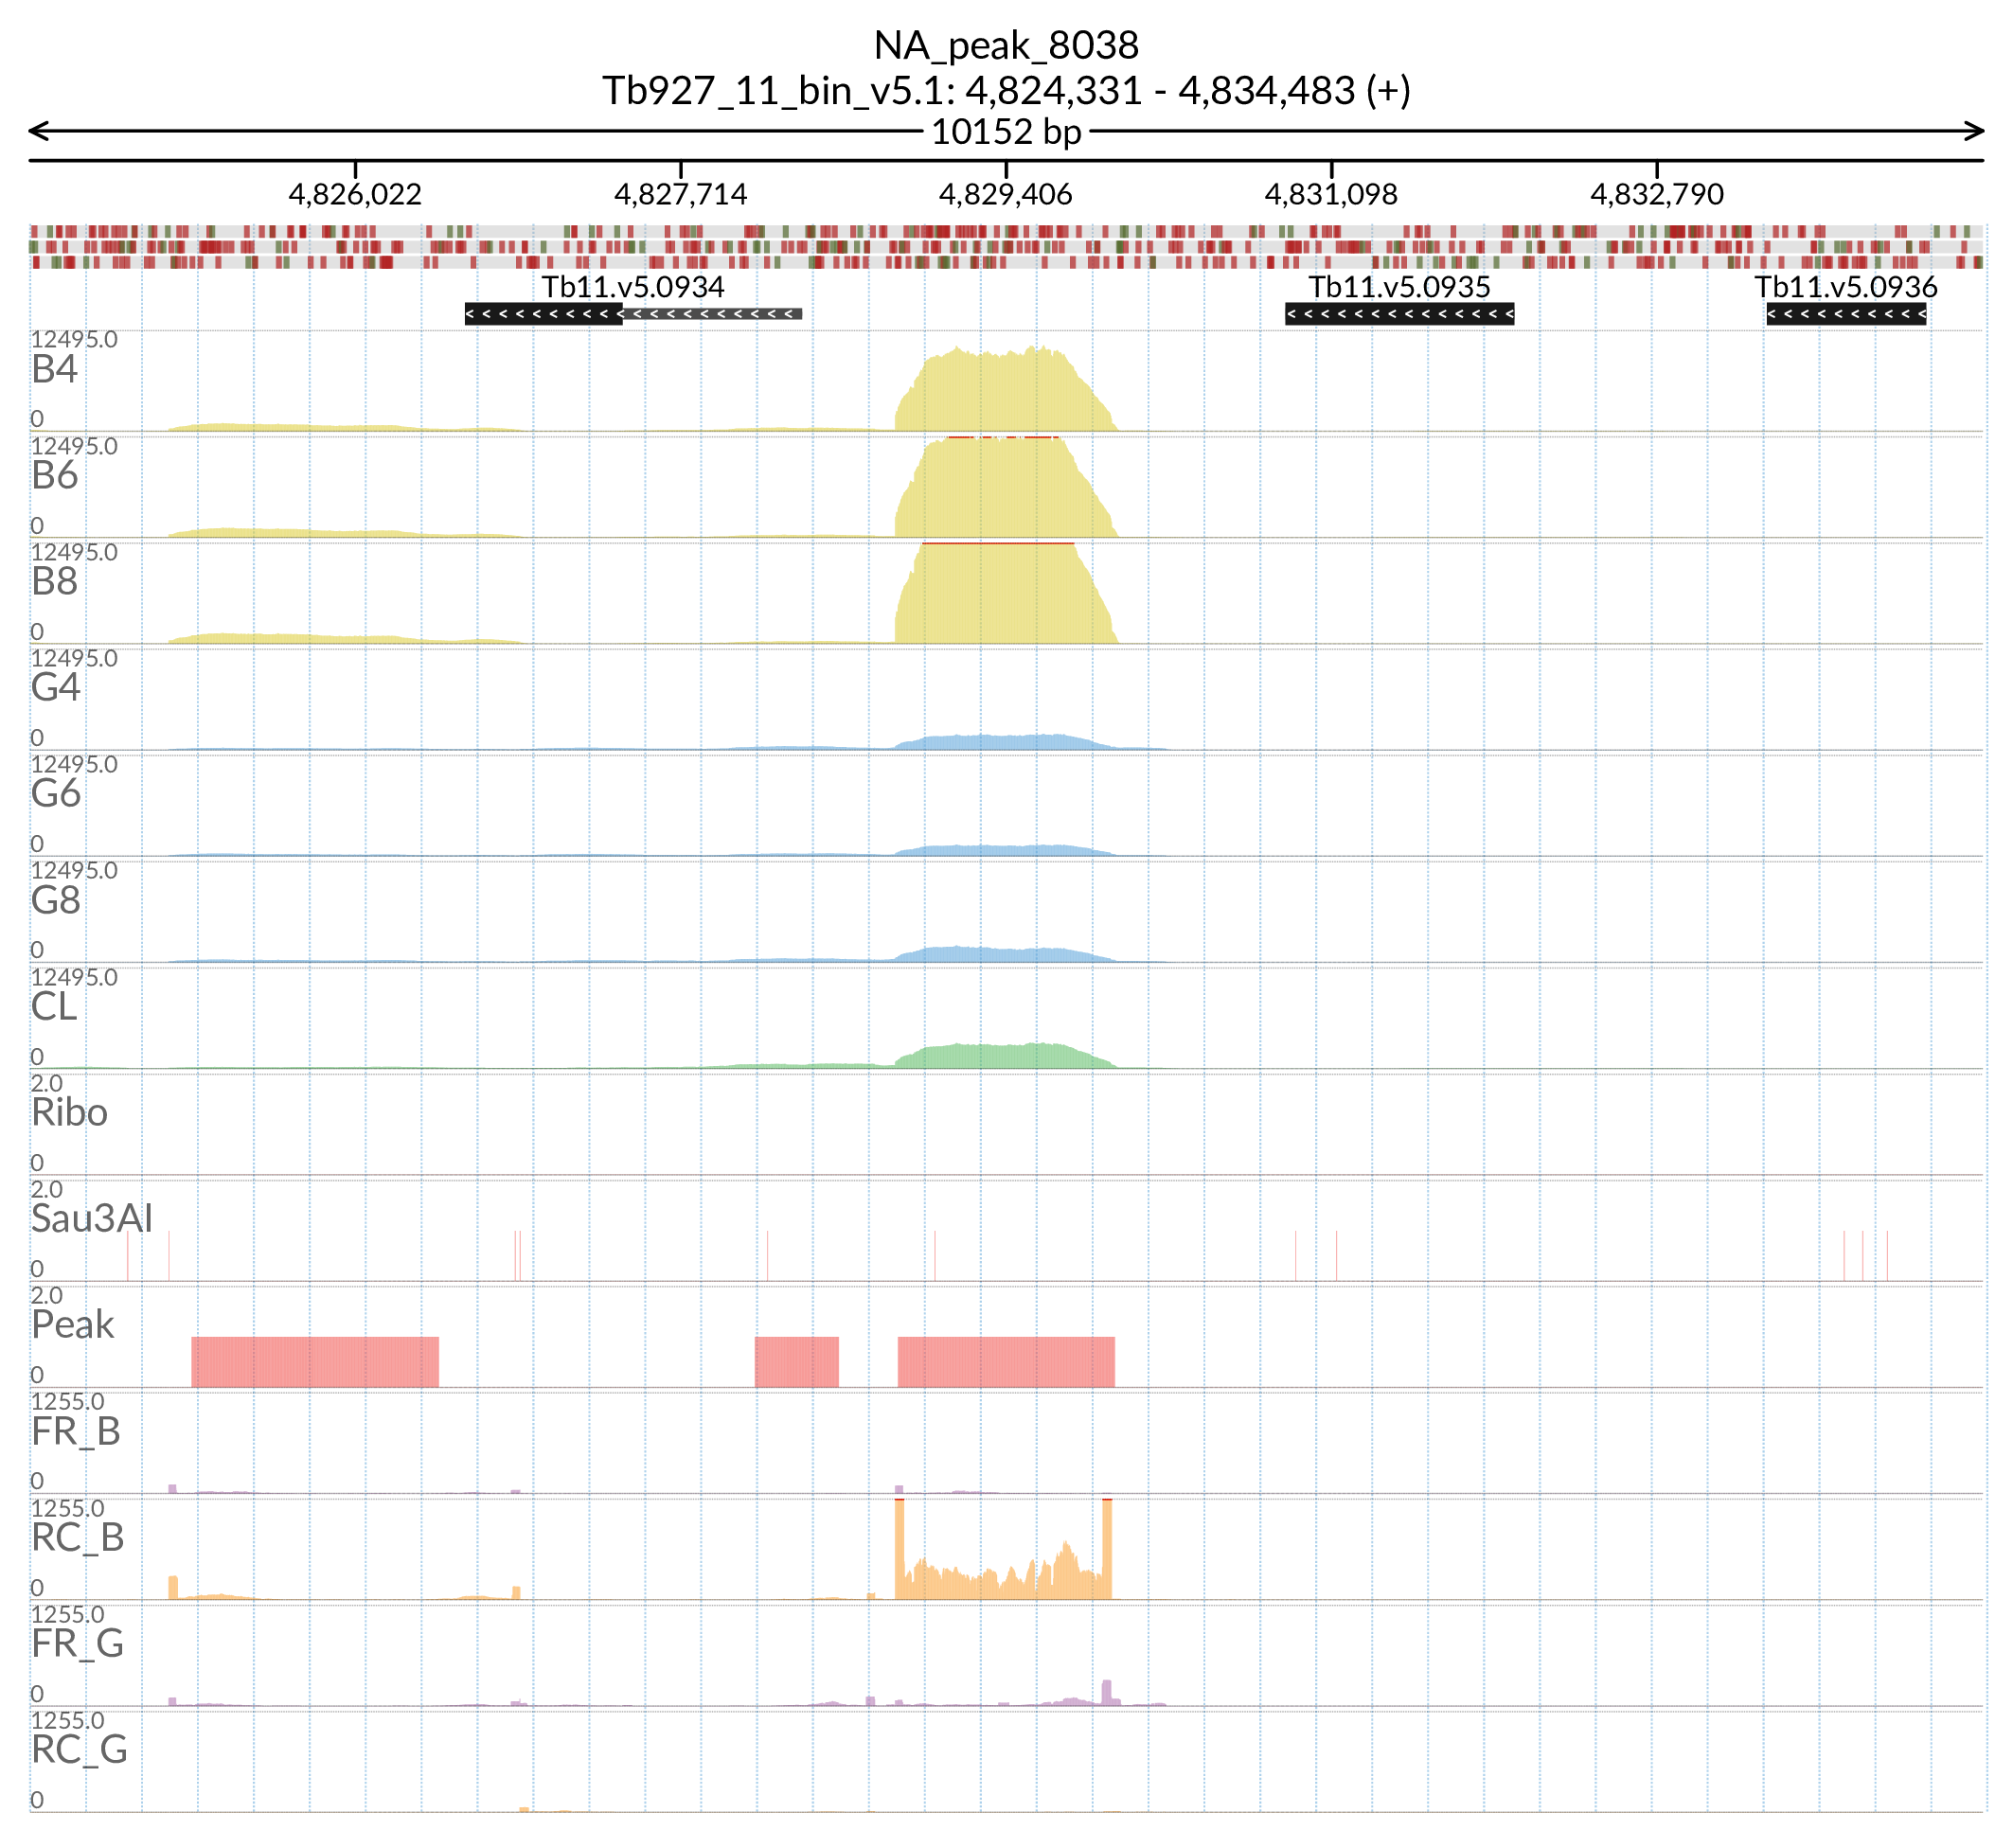 NA_peak_8038
Tb927_11_bin_v5.1: 4,824,331 - 4,834,483 (+)
10152 bp
4,826,022 4,827,714 4,829,406 4,831,098 4,832,790
Tb11.v5.0934 Tb11.v5.0935 Tb11.v5.0936
12495.0
B4
0
12495.0
B6
0
12495.0
B8
0
12495.0
G4
0
12495.0
G6
0
12495.0
G8
0
12495.0
CL
0
2.0
Ribo
0
2.0
Sau3AI
0
2.0
Peak
0
1255.0
FR_B
0
1255.0
RC_B
0
1255.0
FR_G
0
1255.0
RC_G
0